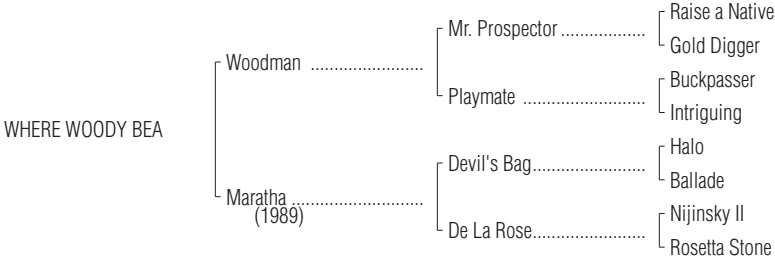 Raise a Native
Mr. Prospector ....................
Gold Digger
Woodman .........................
Buckpasser
Playmate ...........................
Intriguing
WHERE WOODY BEA
Halo
Devil's Bag.........................
Ballade
Maratha .............................
(1989)
Nijinsky II
De La Rose.........................
Rosetta Stone